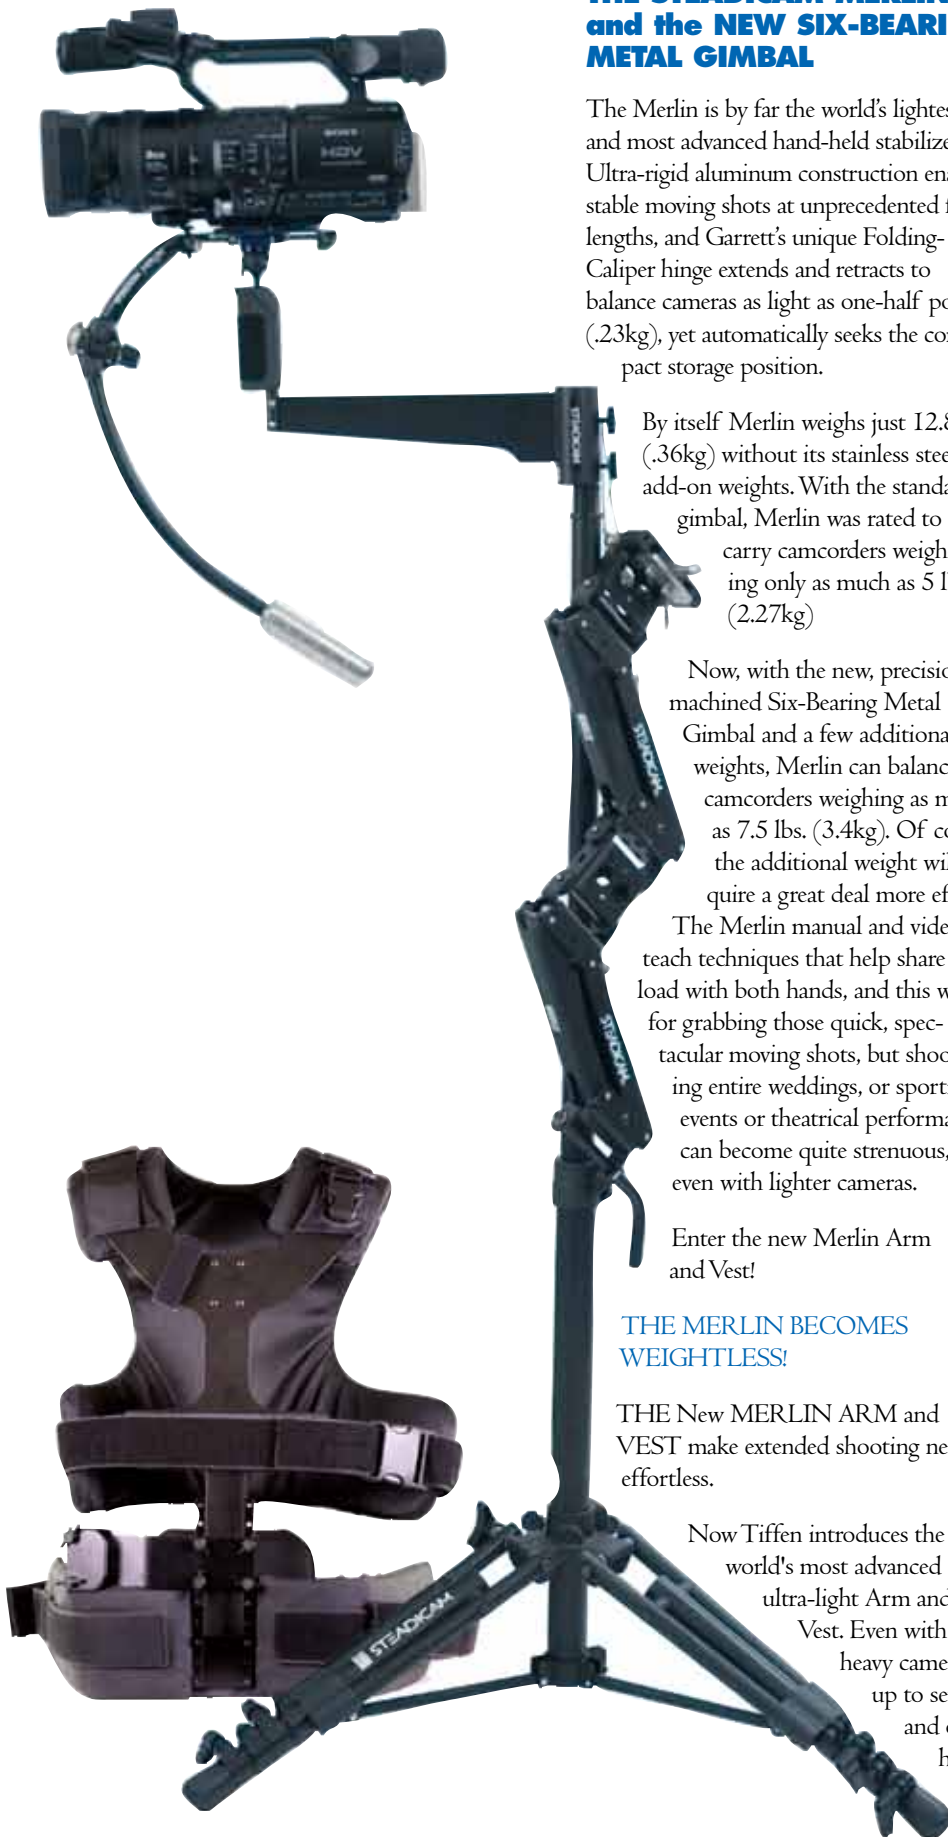 THE STEADICAM MERLIN
and the NEW SIX-BEARI
METAL GIMBAL
The Merlin is by far the world's lightes
and most advanced hand-held stabilize
Ultra-rigid aluminum construction ens
stable moving shots at unprecedented f
lengths, and Garrett's unique Folding-
Caliper hinge extends and retracts to
balance cameras as light as one-half po
(.23kg), yet automatically seeks the co
pact storage position.
By itself Merlin weighs just 12.8
(.36kg) without its stainless stee
add-on weights. With the standa
gimbal, Merlin was rated to
carry camcorders weigh
ing only as much as 5 l
(2.27kg)
Now, with the new, precisio
machined Six-Bearing Metal
Gimbal and a few additiona
weights, Merlin can balanc
camcorders weighing as m
as 7.5 lbs. (3.4kg). Of co
the additional weight wil
quire a great deal more eff
The Merlin manual and vide
teach techniques that help share
load with both hands, and this w
for grabbing those quick, spec-
tacular moving shots, but shoo
ing entire weddings, or sport
events or theatrical performa
can become quite strenuous,
even with lighter cameras.
Enter the new Merlin Arm
and Vest!
THE MERLIN BECOMES
WEIGHTLESS!
THE New MERLIN ARM and
VEST make extended shooting ne
effortless.
Now Tiffen introduces the
world's most advanced
ultra-light Arm and
Vest. Even with
heavy came
up to se
and
h
SONY
HDV
STEADICAM
STEADICAM
STEADICAM
STEADICAM